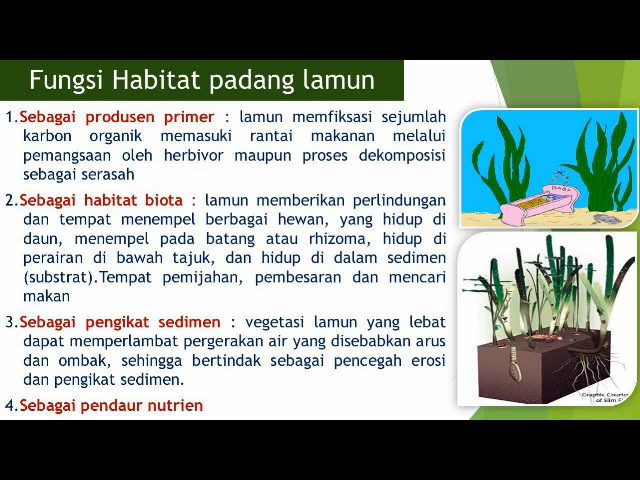 Fungsi Habitat padang lamun
1.Sebagai produsen primer : lamun memfiksasi sejumlah
karbon organik memasuki rantai makanan melalui
pemangsaan oleh herbivor maupun proses dekomposisi
sebagai serasah
2.Sebagai habitat biota : lamun memberikan perlindungan
dan tempat menempel berbagai hewan, yang hidup di
daun, menempel pada batang atau rhizoma, hidup di
perairan di bawah tajuk, dan hidup di dalam sedimen
(substrat).Tempat pemijahan, pembesaran dan mencari
makan
3.Sebagai pengikat sedimen : vegetasi lamun yang lebat
dapat memperlambat pergerakan air yang disebabkan arus
dan ombak, sehingga bertindak sebagai pencegah erosi
dan pengikat sedimen.
4.Sebagai pendaur nutrien
Graphic Courte
of Slim